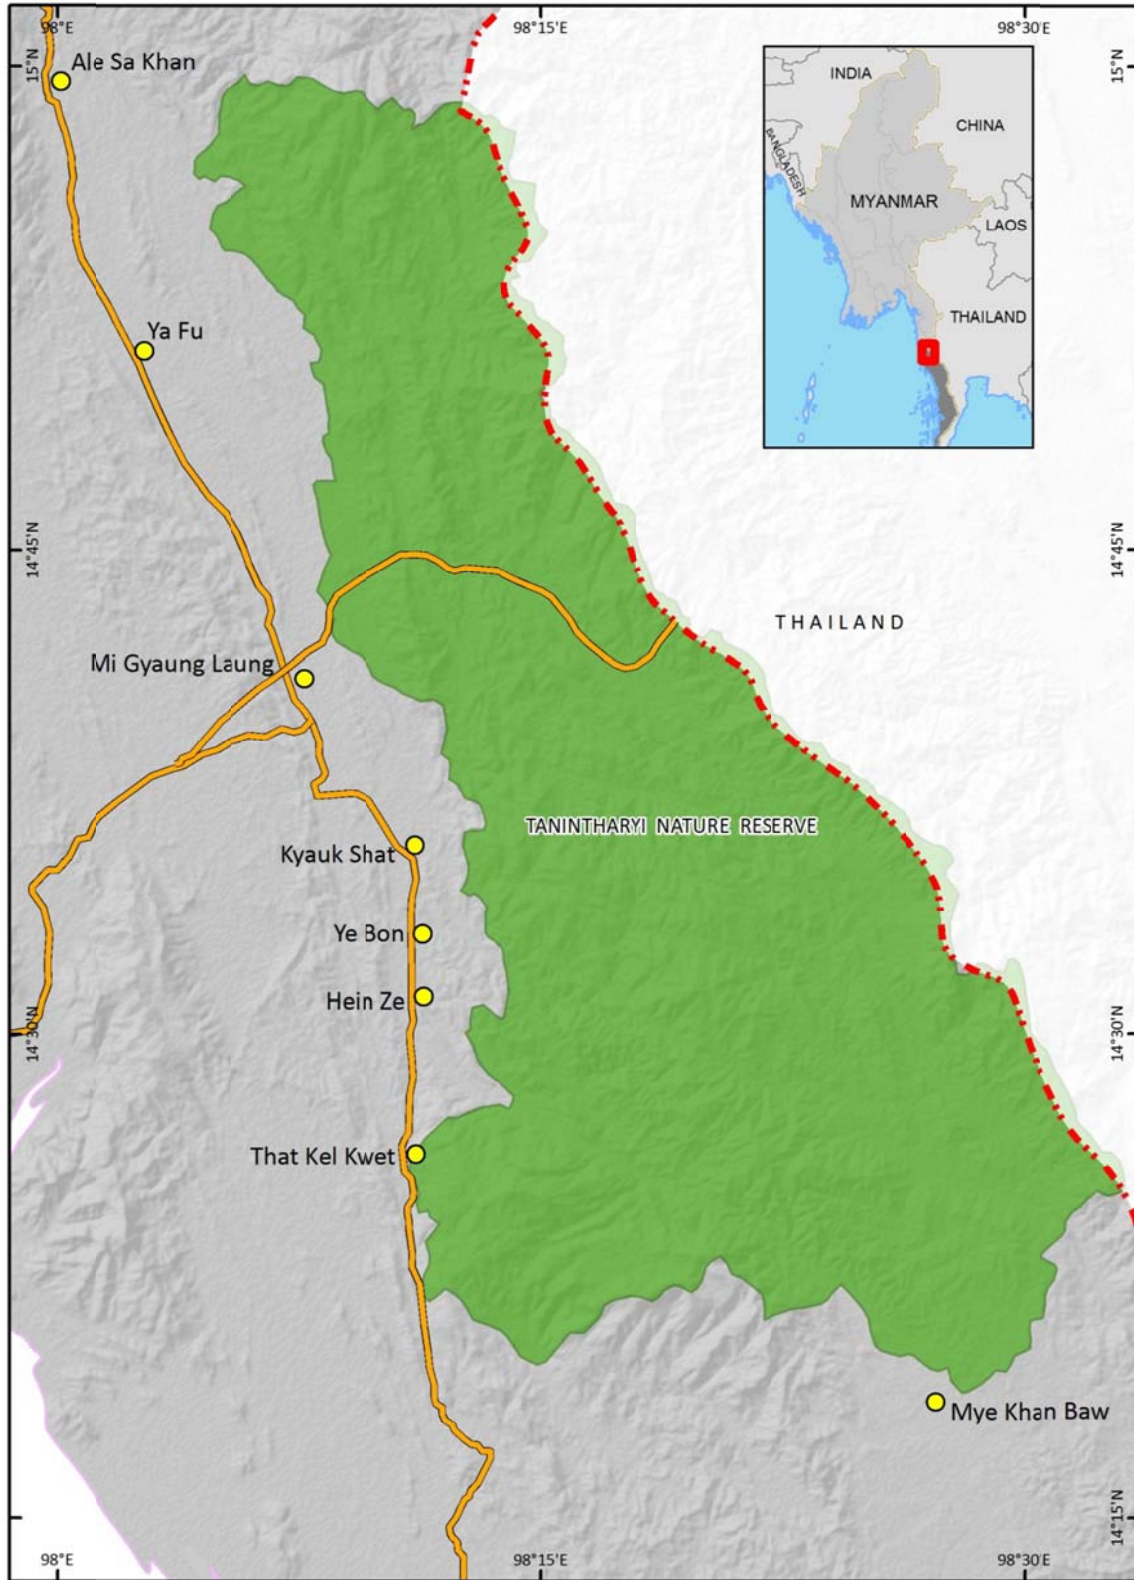 98°E
98°15'E
98°30'E
15°N
15°N
Ale Sa Khan
INDIA
CHINA
BANGLADESH
MYANMAR
LAOS
THAILAND
Ya Fu
14°45'N
14°45'N
THAILAND
Mi Gyaung Laung
TANINTHARYI NATURE RESERVE
Kyauk Shat
Ye Bon
Hein Ze
14°30'N
14°30'N
That Kel Kwet
Mye Khan Baw
14°15'N
98°E
98°15'E
98°30'E